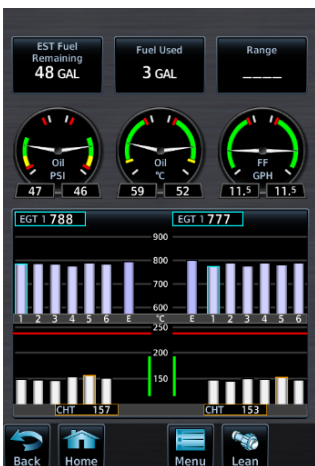 EST Fuel
Remaining
48 GAL
Fuel Used
3 GAL
Range
____
Oil
PSI
47 46
Oil
°C
59 52
FF
GPH
11.5 11.5
EGT 1 788
EGT 1 777
900
800
700
600
1 2 3 4 5 6 E °C E 1 2 3 4 5 6
250
200
150
CHT 157
CHT 153
Back
Home
Menu
Lean